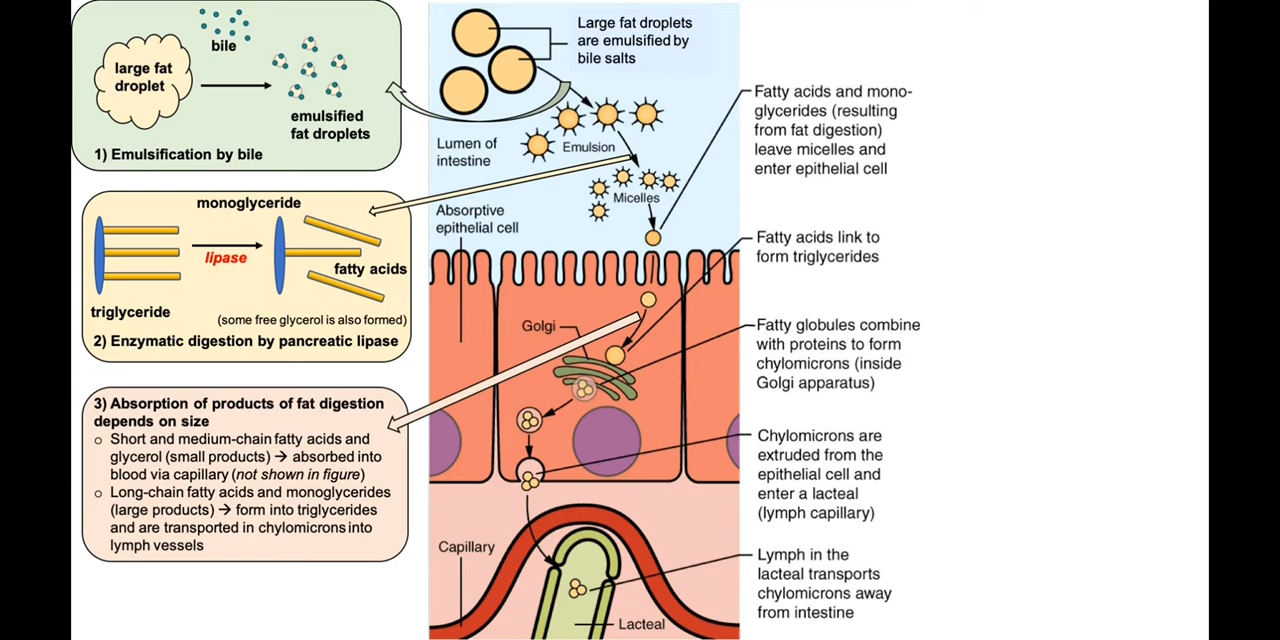 bile
large fat
droplet
emulsified
fat droplets
1) Emulsification by bile
monoglyceride
lipase
fatty acids
triglyceride
(some free glycerol is also formed)
2) Enzymatic digestion by pancreatic lipase
3) Absorption of products of fat digestion
depends on size
○ Short and medium-chain fatty acids and
glycerol (small products) → absorbed into
blood via capillary (not shown in figure)
○ Long-chain fatty acids and monoglycerides
(large products) → form into triglycerides
and are transported in chylomicrons into
lymph vessels
Large fat droplets
are emulsified by
bile salts
Lumen of
intestine
Emulsion
Micelles
Absorptive
epithelial cell
Golgi
Capillary
Lacteal
Fatty acids and mono-
glycerides (resulting
from fat digestion)
leave micelles and
enter epithelial cell
Fatty acids link to
form triglycerides
Fatty globules combine
with proteins to form
chylomicrons (inside
Golgi apparatus)
Chylomicrons are
extruded from the
epithelial cell and
enter a lacteal
(lymph capillary)
Lymph in the
lacteal transports
chylomicrons away
from intestine